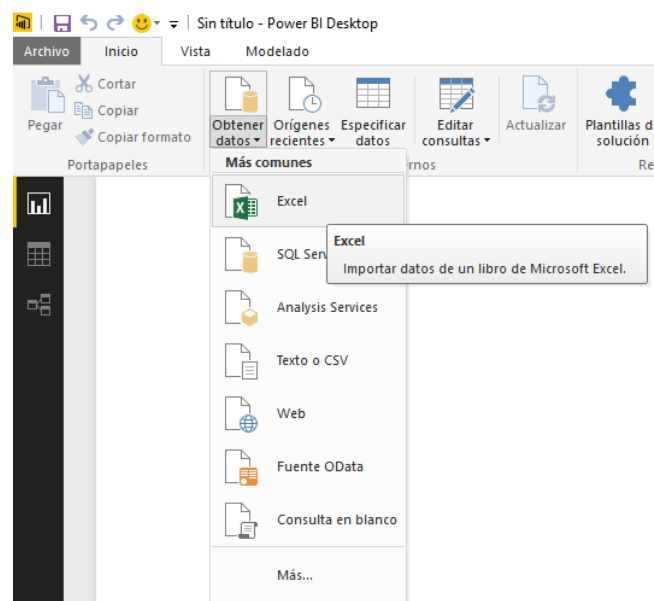 Sin título - Power BI Desktop
Archivo Inicio Vista Modelado
Pegar
Cortar
Copiar
Copiar formato
Portapapeles
Obtener datos
Orígenes recientes
Especificar datos
Editar consultas
Actualizar
Plantillas d
solución
rnos
Re
Más comunes
Excel
SQL Serv
Excel
Importar datos de un libro de Microsoft Excel.
Analysis Services
Texto o CSV
Web
Fuente OData
Consulta en blanco
Más...